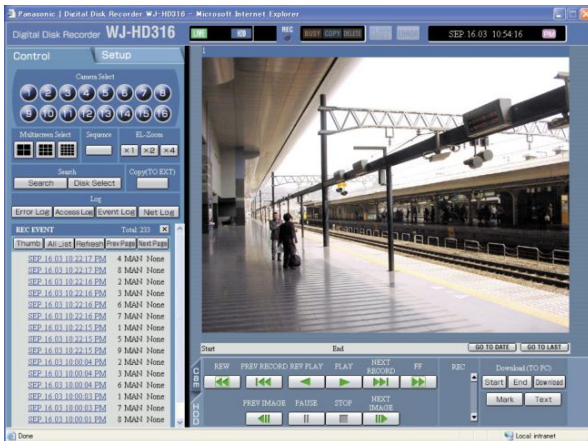 Panasonic | Digital Disk Recorder WJ-HD316 - Microsoft Internet Explorer
Digital Disk Recorder WJ-HD316
LIVE HDD REC BUSY COPY DELETE SEP.16.03 10:54:16 PM
Control Setup
1
Camera Select
1 2 3 4 5 6 7 8
9 10 11 12 13 14 15 16
Multiscreen Select Sequence EL-Zoom
×1 ×2 ×4
Search Copy(TO EXT)
Search Disk Select
Log
Error Log Access Log Event Log Net Log
REC EVENT Total: 233 X
Thumb All List Refresh Prev Page Next Page
SEP.16.03 10:22:17 PM 4 MAN None
SEP.16.03 10:22:17 PM 8 MAN None
SEP.16.03 10:22:16 PM 2 MAN None
SEP.16.03 10:22:16 PM 3 MAN None
SEP.16.03 10:22:16 PM 6 MAN None
SEP.16.03 10:22:16 PM 7 MAN None
SEP.16.03 10:22:15 PM 1 MAN None
SEP.16.03 10:22:15 PM 5 MAN None
SEP.16.03 10:22:15 PM 9 MAN None
SEP.16.03 10:00:04 PM 2 MAN None
SEP.16.03 10:00:04 PM 3 MAN None
SEP.16.03 10:00:04 PM 6 MAN None
SEP.16.03 10:00:03 PM 1 MAN None
SEP.16.03 10:00:03 PM 7 MAN None
SEP.16.03 10:00:01 PM 8 MAN None
Start End GO TO DATE GO TO LAST
Cam
HDD
REW PREV RECORD REV PLAY PLAY NEXT RECORD FF REC
PREV IMAGE PAUSE STOP NEXT IMAGE
Download (TO PC)
Start End Download
Mark Text
Done Local intranet